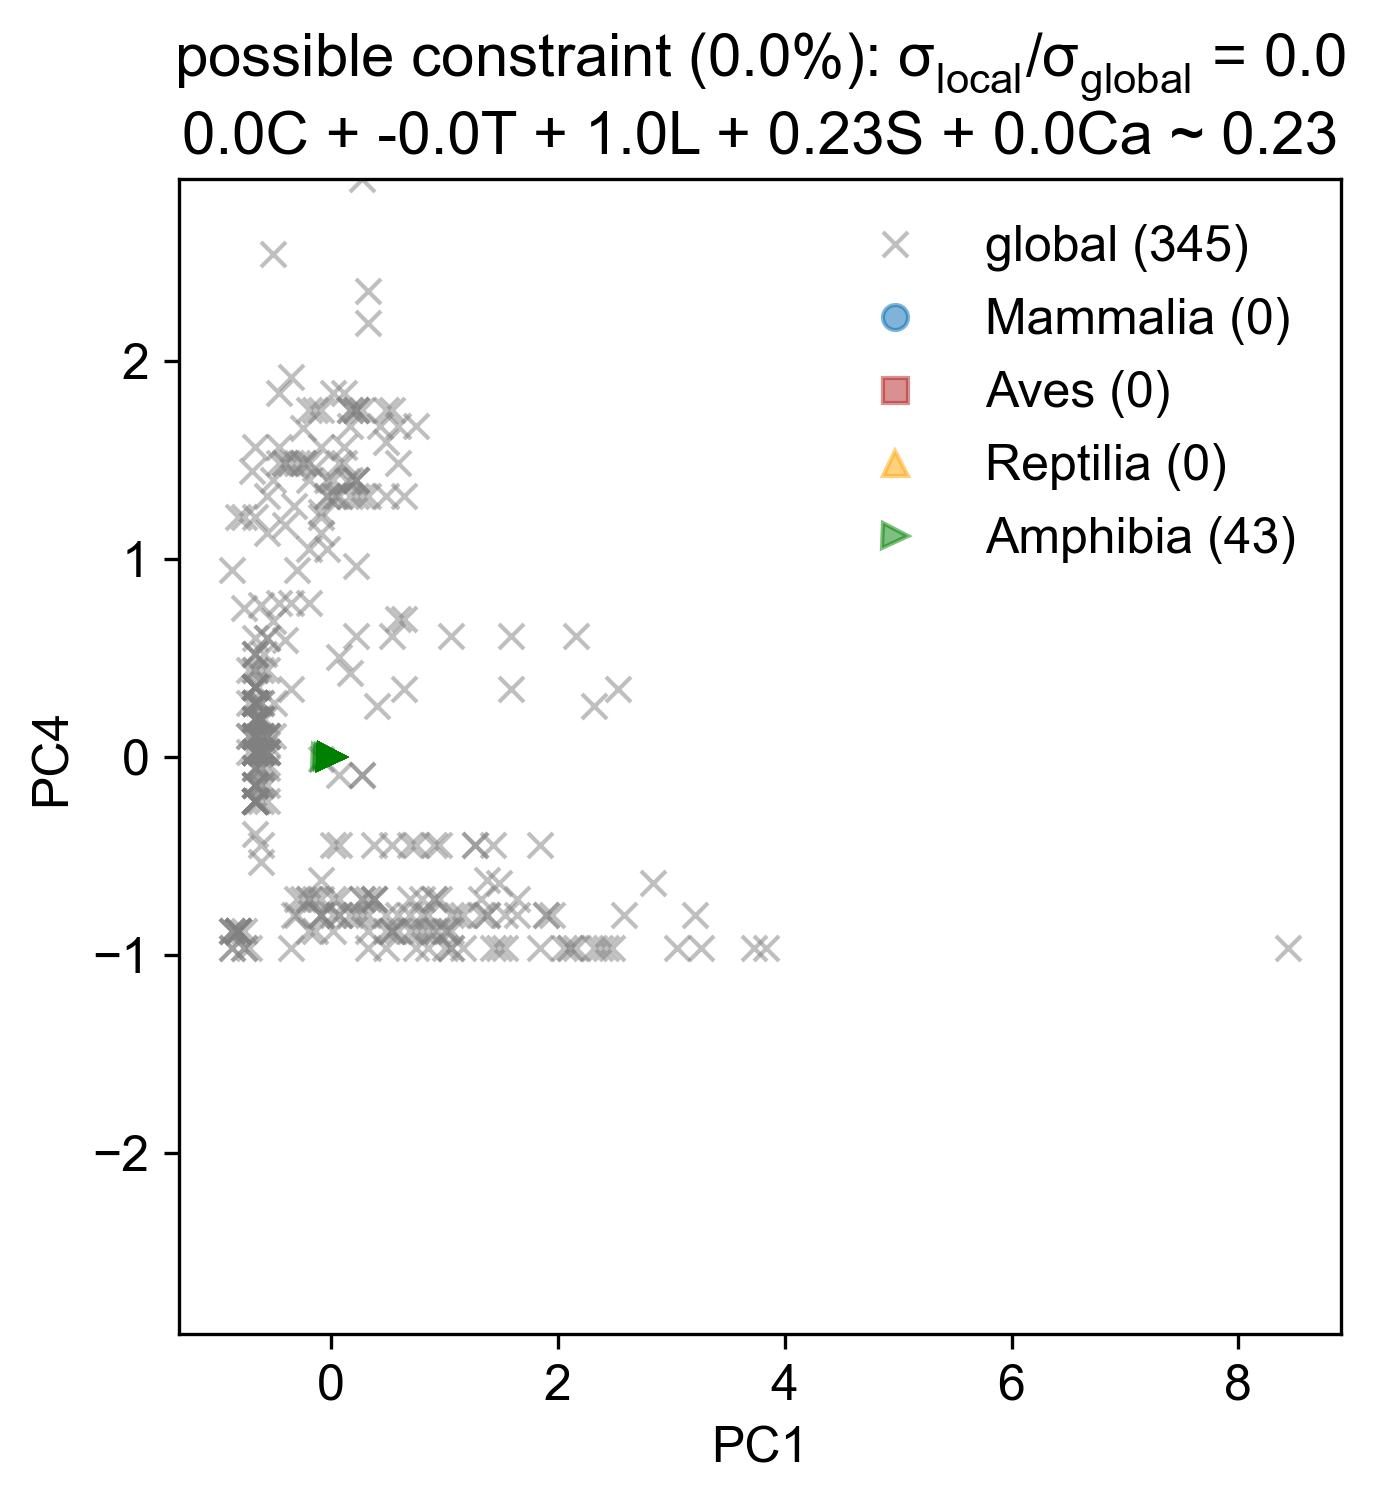 possible constraint (0.0%): σlocal/σglobal = 0.0
0.0C + -0.0T + 1.0L + 0.23S + 0.0Ca ~ 0.23
global (345)
Mammalia (0)
Aves (0)
Reptilia (0)
Amphibia (43)
PC4
2
1
0
−1
−2
0 2 4 6 8
PC1